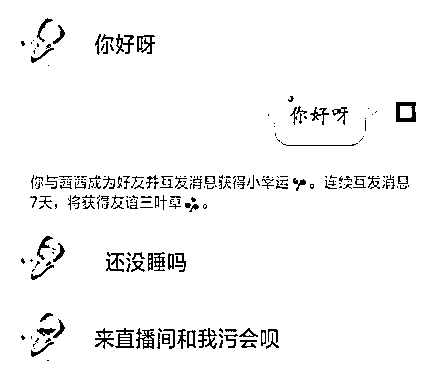 你好呀
你好呀
你与茜茜成为好友并互发消息获得小幸运。连续互发消息
7天，将获得友谊三叶草。
还没睡吗
来直播间和我污会呗